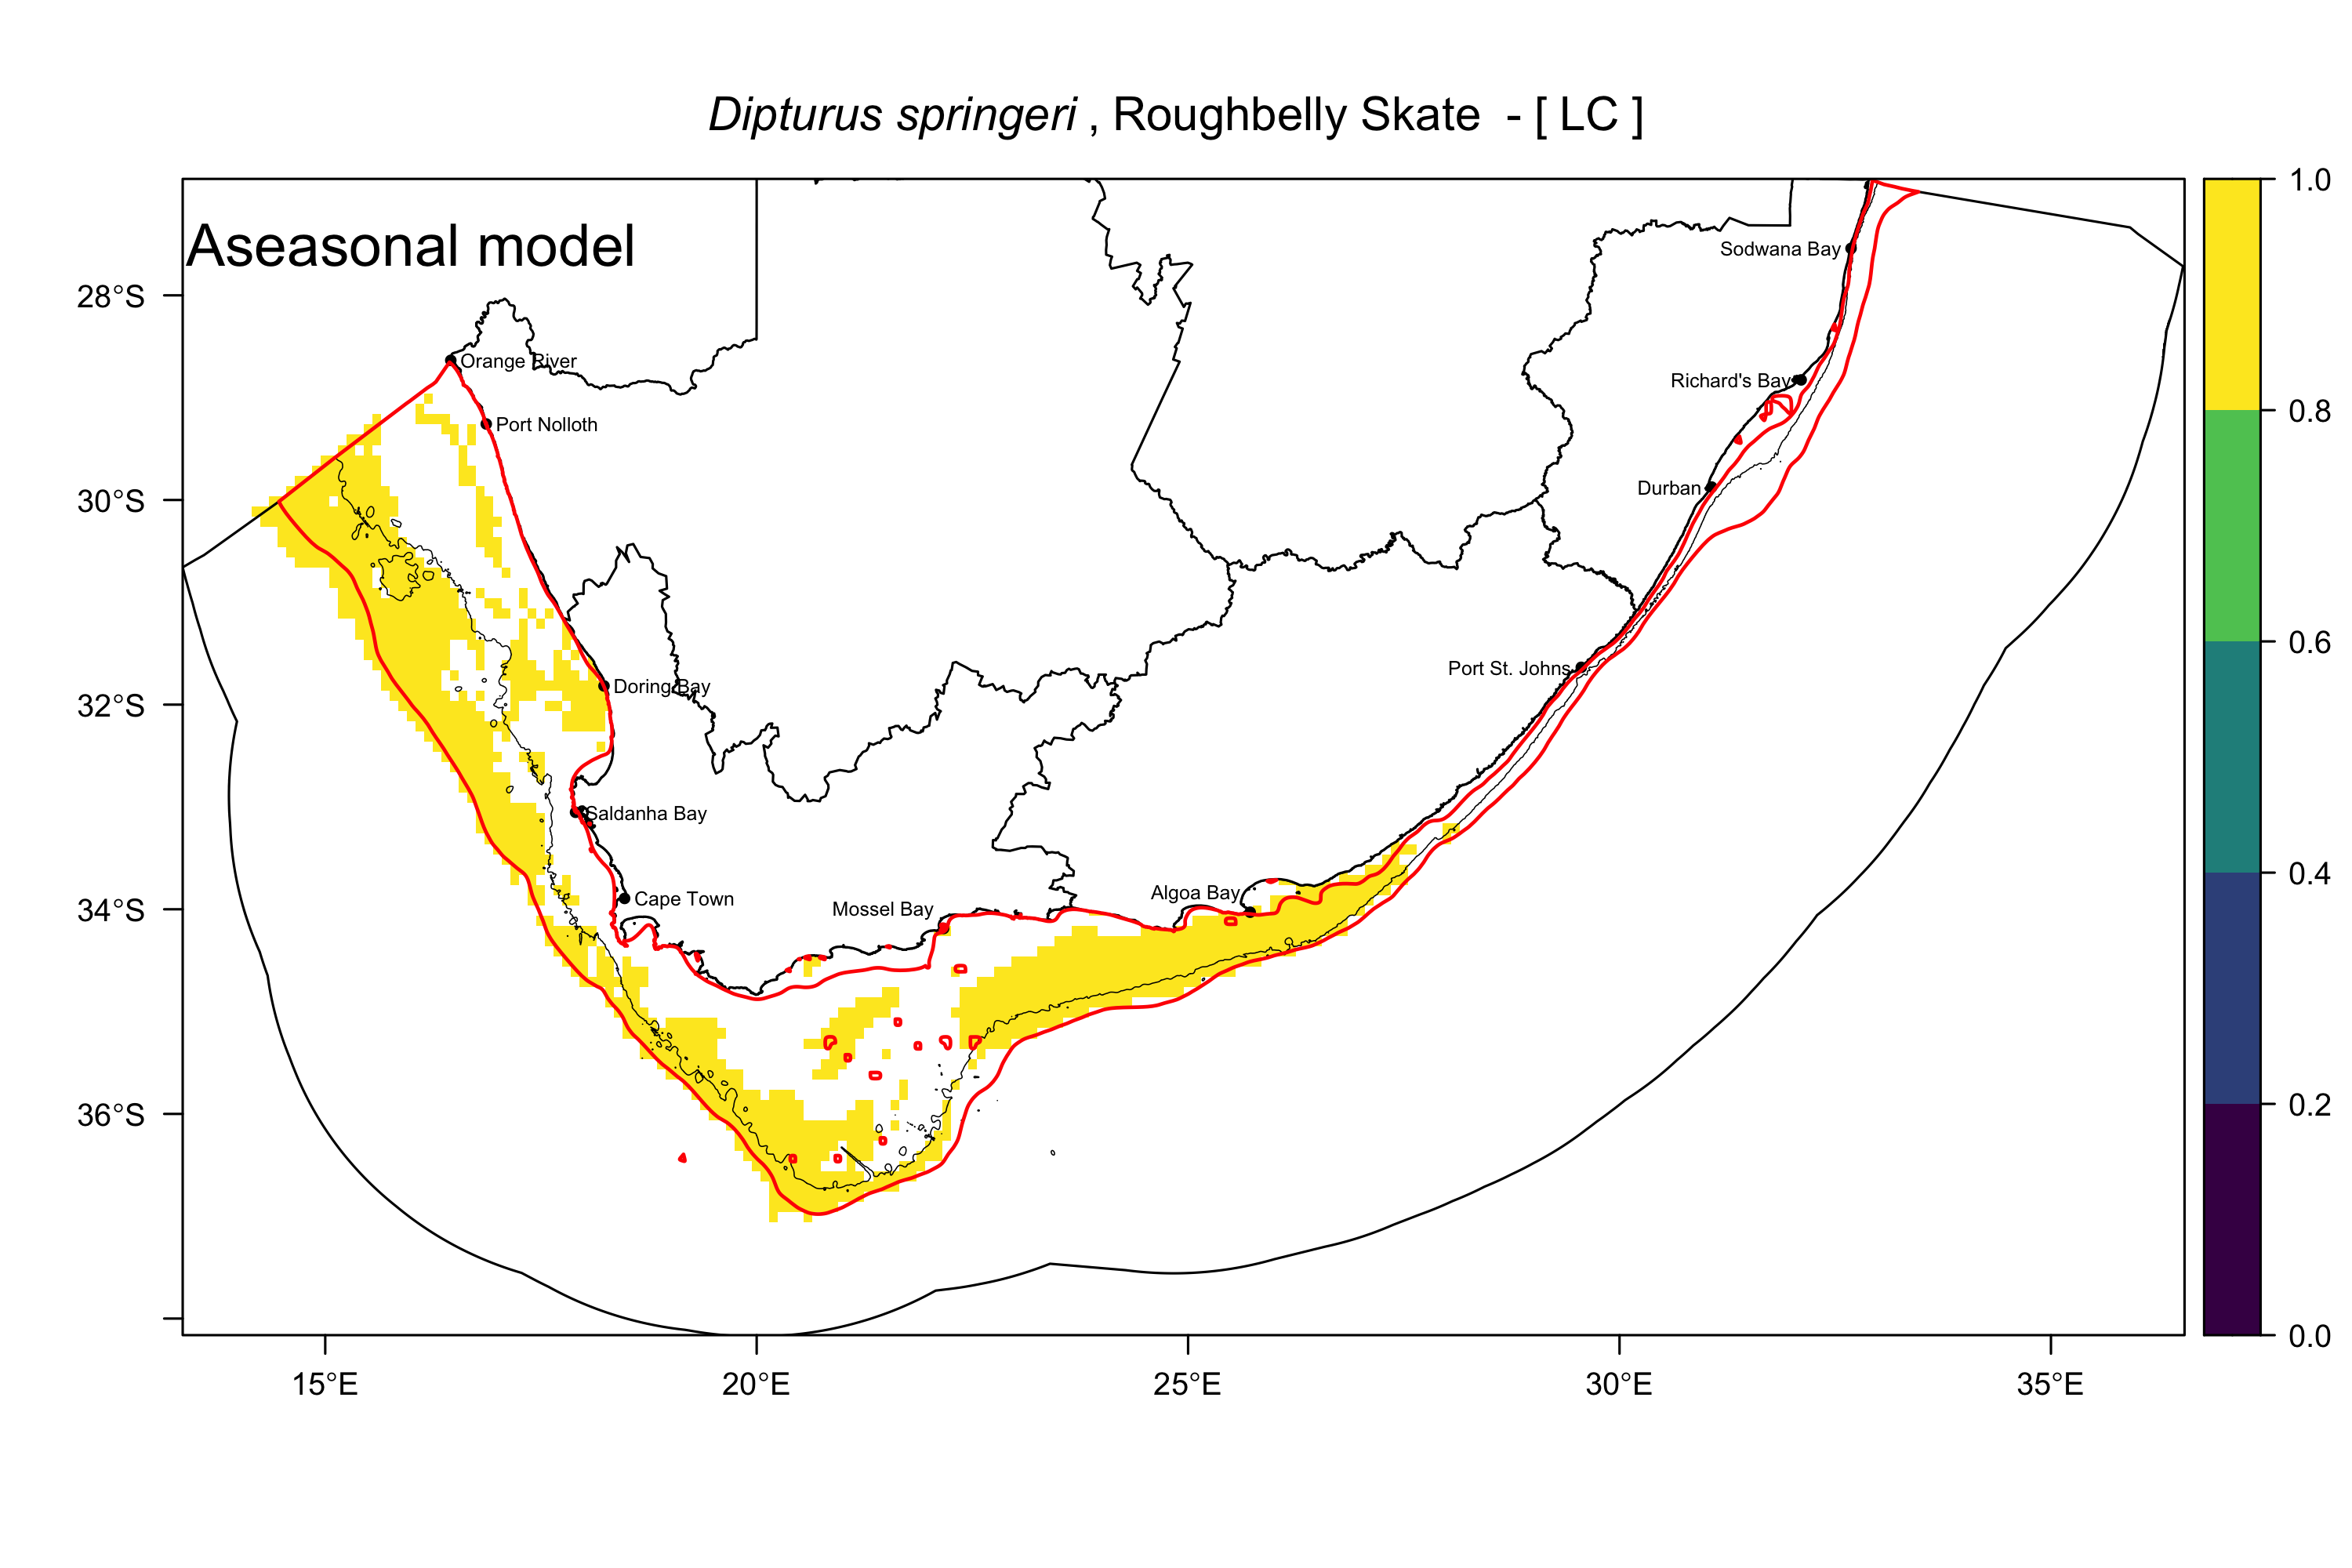 Dipturus springeri , Roughbelly Skate - [ LC ]
Aseasonal model
1.0
0.8
0.6
0.4
0.2
0.0
28°S
30°S
32°S
34°S
36°S
15°E
20°E
25°E
30°E
35°E
Sodwana Bay
Orange River
Richard's Bay
Port Nolloth
Durban
Port St. Johns
Doring Bay
Saldanha Bay
Algoa Bay
Cape Town
Mossel Bay